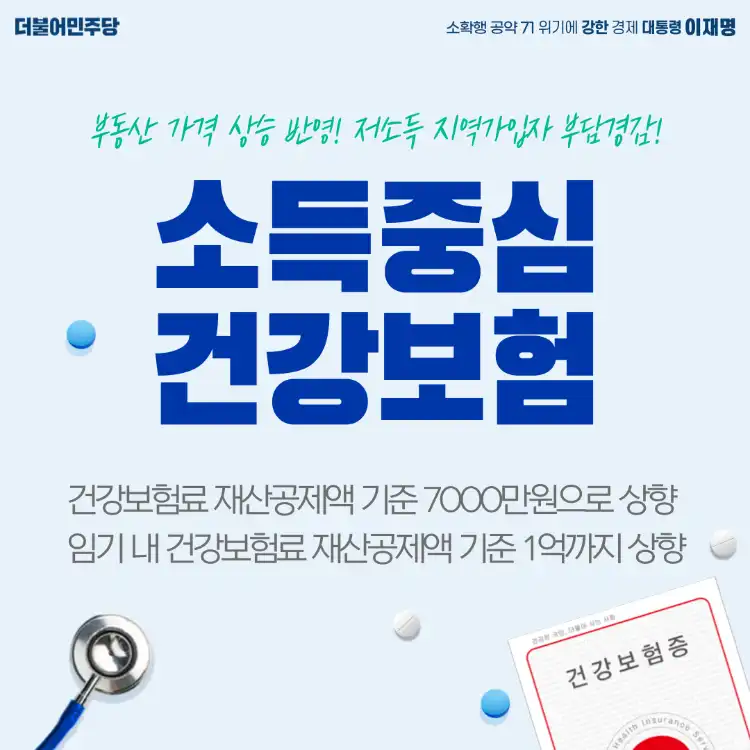 더불어민주당
소확행 공약 71 위기에 강한 경제 대통령 이재명
부동산 가격 상승 반영! 저소득 지역가입자 부담경감!
소득중심
건강보험
건강보험료 재산공제액 기준 7000만원으로 상향
임기 내 건강보험료 재산공제액 기준 1억까지 상향
건강보험증
Health Insurance Ser